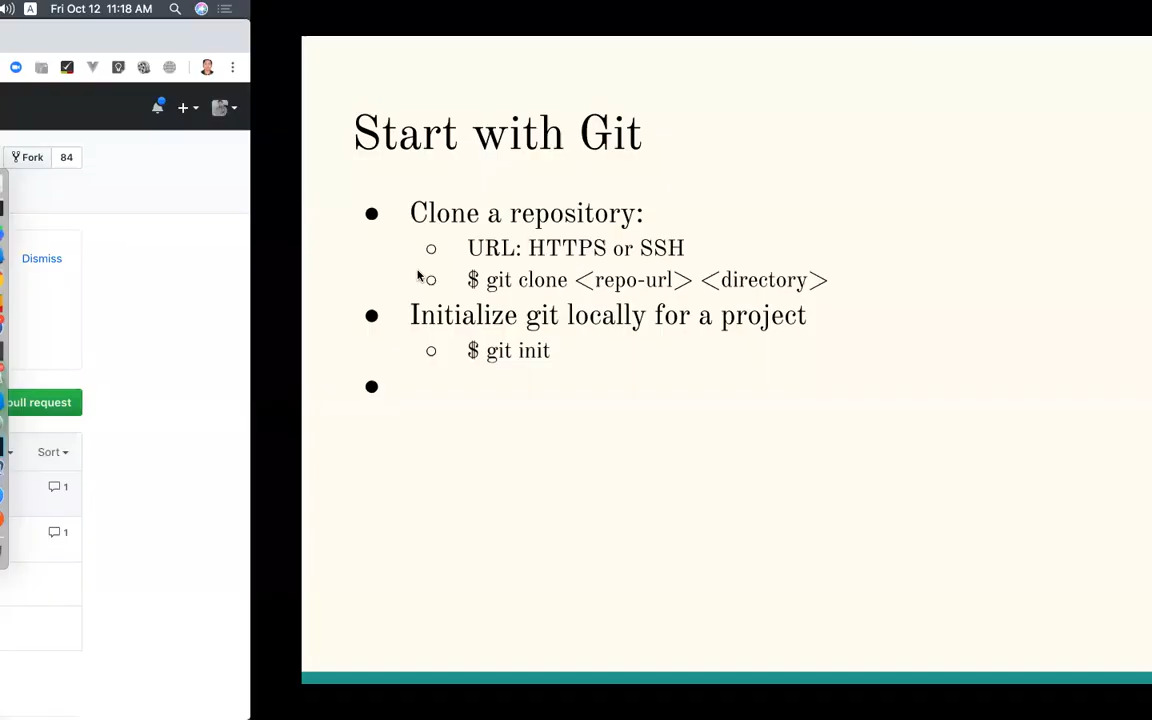 A Fri Oct 12 11:18 AM
Fork 84
Dismiss
pull request
Sort
1
1
Start with Git
● Clone a repository:
○ URL: HTTPS or SSH
○ $ git clone <repo-url> <directory>
● Initialize git locally for a project
○ $ git init
●